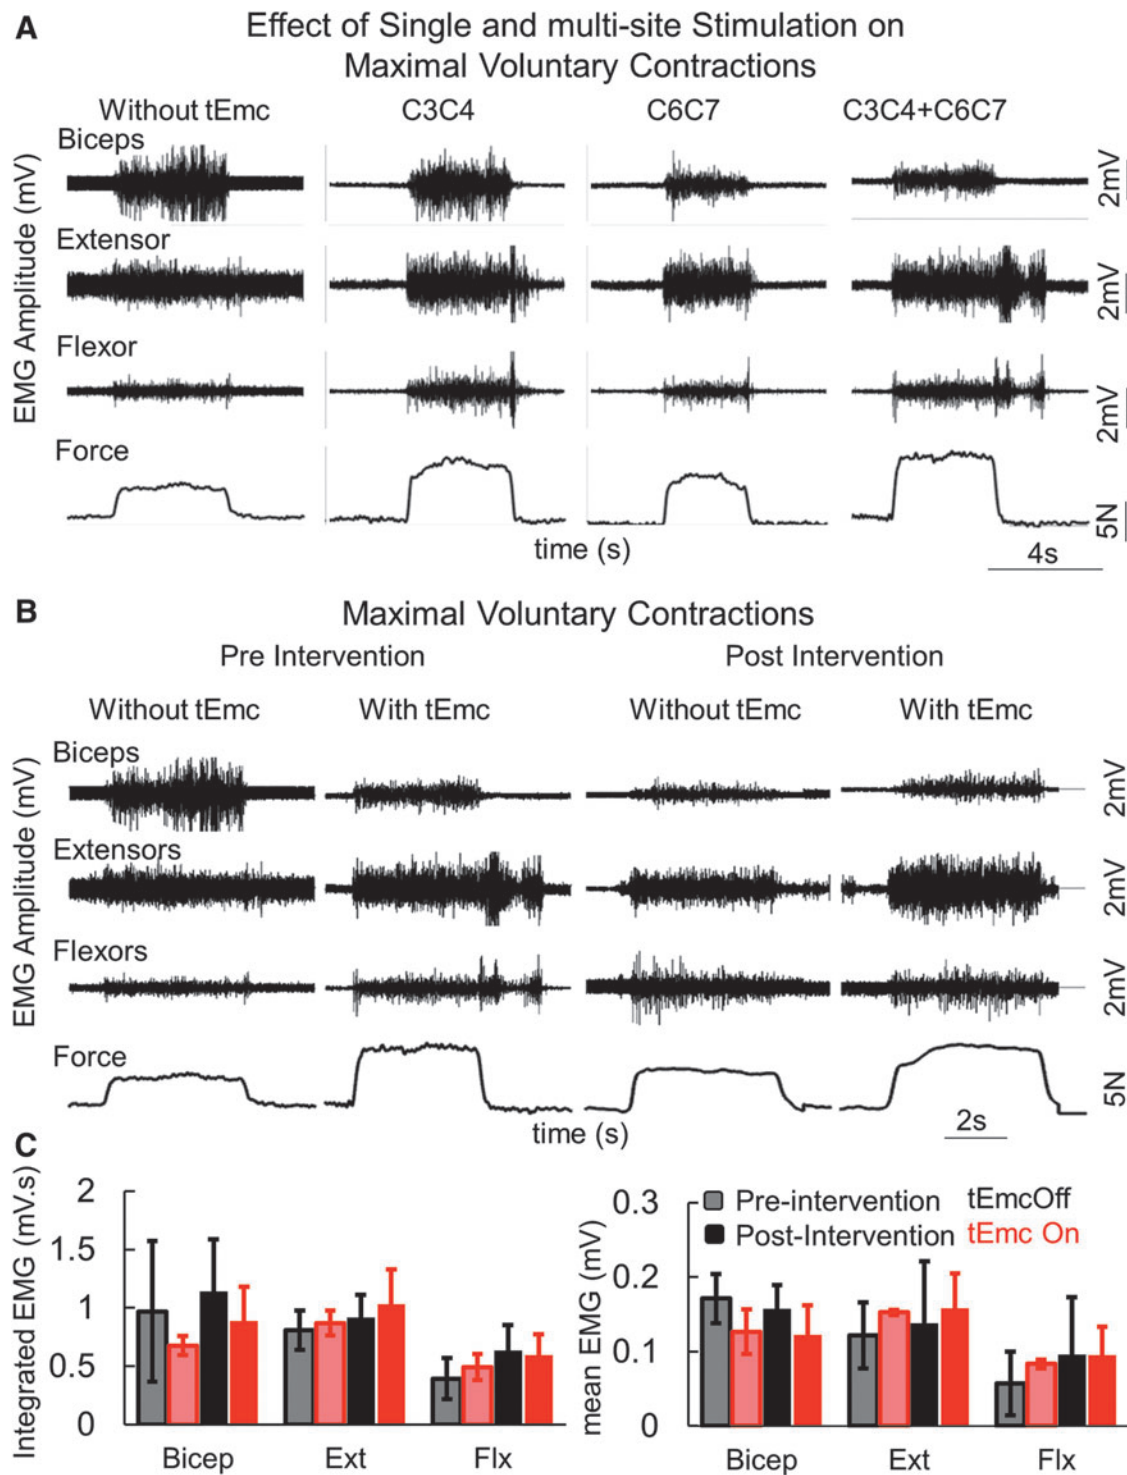 A
Effect of Single and multi-site Stimulation on
Maximal Voluntary Contractions
Without tEmc C3C4 C6C7 C3C4+C6C7
EMG Amplitude (mV)
Biceps
2mV
Extensor
2mV
Flexor
2mV
Force
5N
time (s)
4s
B
Maximal Voluntary Contractions
Pre Intervention Post Intervention
Without tEmc With tEmc Without tEmc With tEmc
EMG Amplitude (mV)
Biceps
2mV
Extensors
2mV
Flexors
2mV
Force
5N
time (s)
2s
C
Integrated EMG (mV.s)
2
1.5
1
0.5
0
Bicep Ext Flx
mean EMG (mV)
0.3
0.2
0.1
0
Pre-intervention tEmcOff
Post-Intervention tEmc On
Bicep Ext Flx